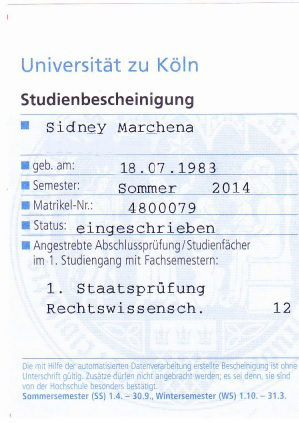 Universität zu Köln
Studienbescheinigung
Sidney Marchena
geb. am: 18.07.1983
Semester: Sommer 2014
Matrikel-Nr.: 4800079
Status: eingeschrieben
Angestrebte Abschlussprüfung/Studienfächer
im 1. Studiengang mit Fachsemestern:
1. Staatsprüfung
Rechtswissensch. 12
Die mit Hilfe der automatisierten Datenverarbeitung erstellte Bescheinigung ist ohne
Unterschrift gültig. Zusätze dürfen nicht angebracht werden; es sei denn, sie sind
von der Hochschule besonders bestätigt.
Sommersemester (SS) 1.4. – 30.9., Wintersemester (WS) 1.10. – 31.3.